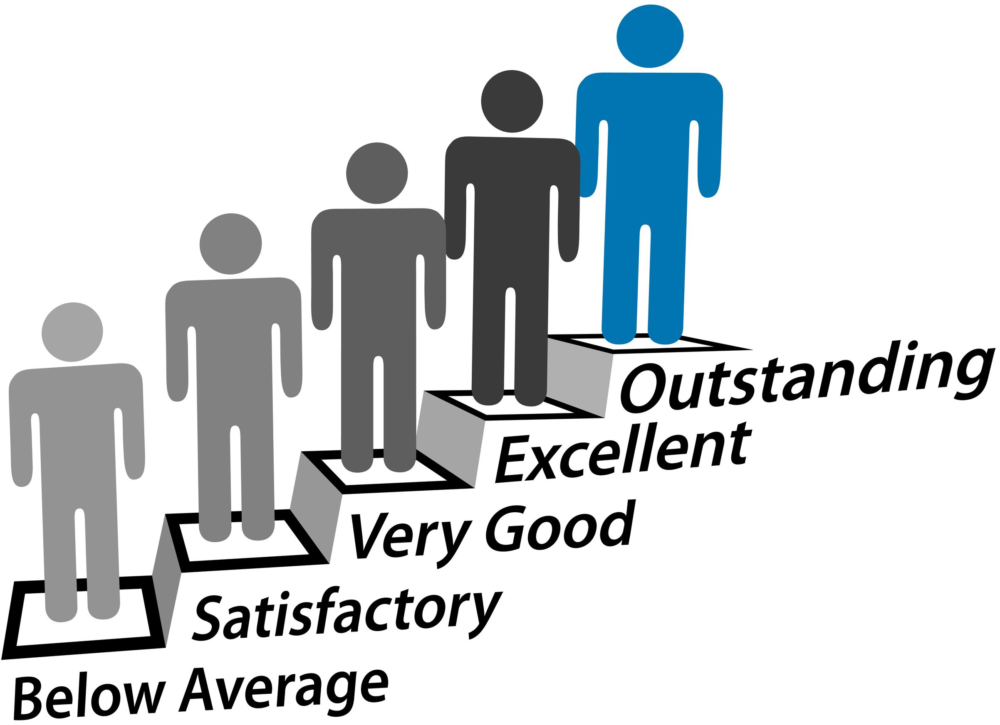 Outstanding
Excellent
Very Good
Satisfactory
Below Average